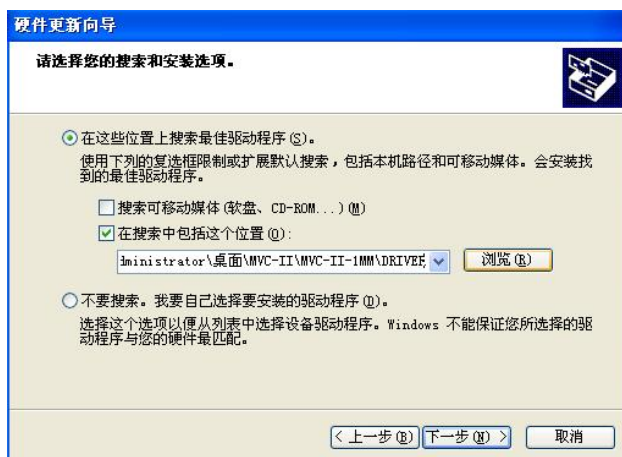 硬件更新向导
请选择您的搜索和安装选项。
在这些位置上搜索最佳驱动程序(S)。
使用下列的复选框限制或扩展默认搜索，包括本机路径和可移动媒体。会安装找
到的最佳驱动程序。
搜索可移动媒体(软盘、CD-ROM...)(M)
在搜索中包括这个位置(O):
ministrator\桌面\MVC-II\MVC-II-1MM\DRIVER
浏览(R)
不要搜索。我要自己选择要安装的驱动程序(D)。
选择这个选项以便从列表中选择设备驱动程序。Windows 不能保证您所选择的驱
动程序与您的硬件最匹配。
< 上一步(B) 下一步(N) > 取消